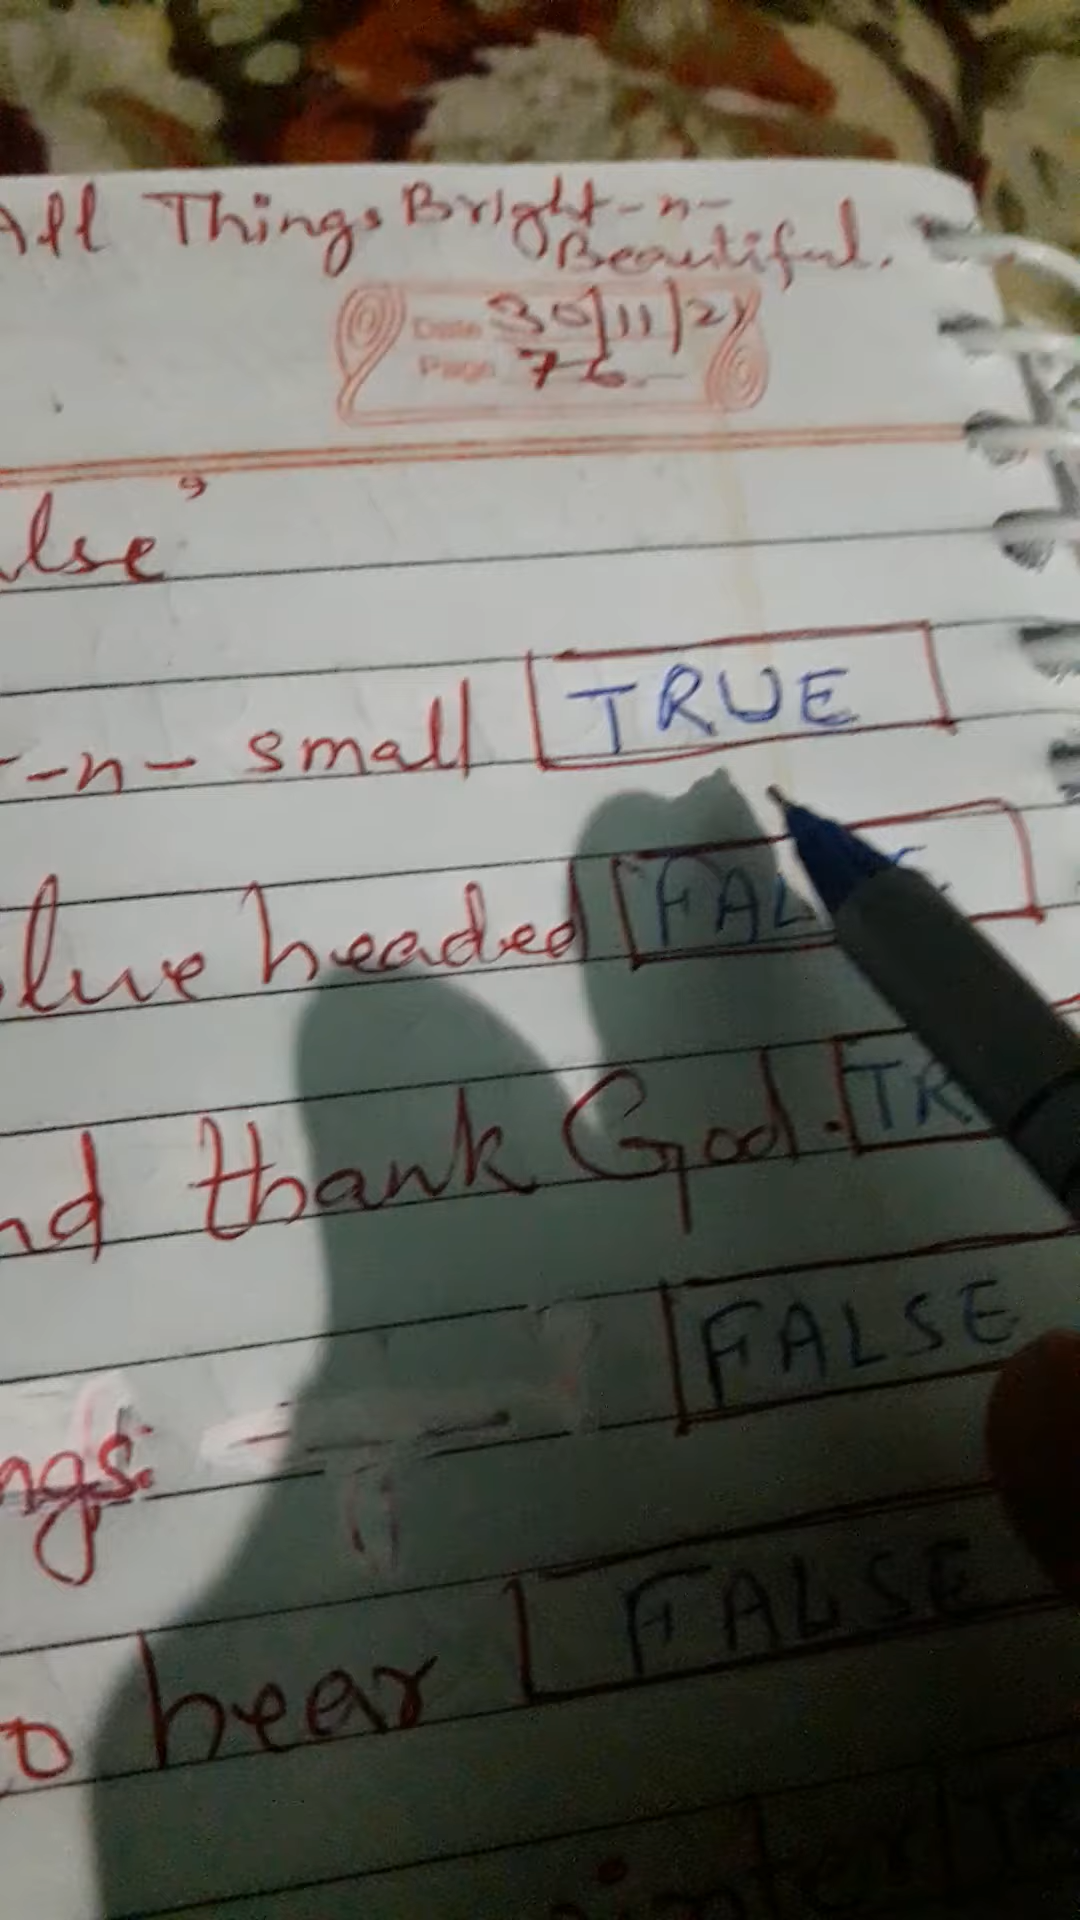 All Things Bright-n-
Beautiful.
Date 30/11/21
Page 76
lse"
-n- small TRUE
lue headed FAL
nd thank God. TR
ngs. FALSE
o hear FALSE